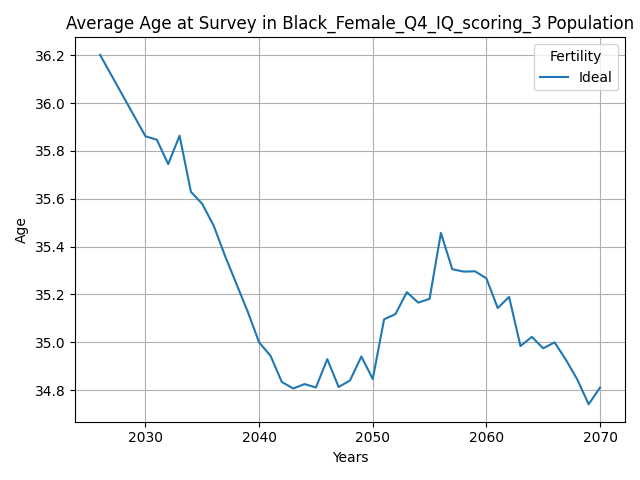 Average Age at Survey in Black_Female_Q4_IQ_scoring_3 Population
Fertility
Ideal
36.2
36.0
35.8
35.6
35.4
35.2
35.0
34.8
Age
2030 2040 2050 2060 2070
Years